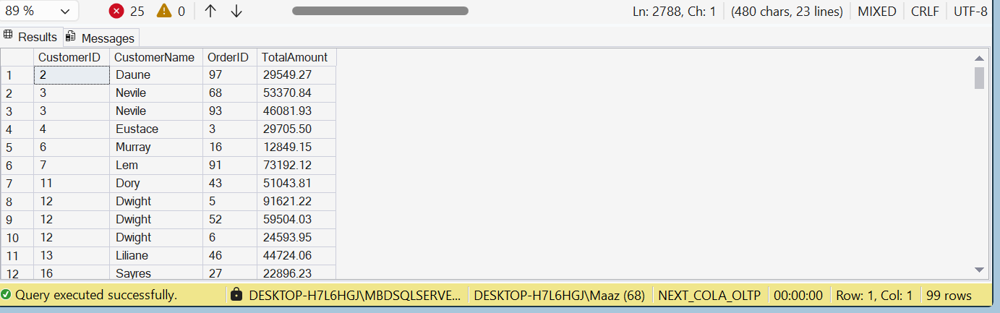 89 % 25 0 Ln: 2788, Ch: 1 (480 chars, 23 lines) MIXED CRLF UTF-8
Results Messages
CustomerID CustomerName OrderID TotalAmount
1 2 Daune 97 29549.27
2 3 Nevile 68 53370.84
3 3 Nevile 93 46081.93
4 4 Eustace 3 29705.50
5 6 Murray 16 12849.15
6 7 Lem 91 73192.12
7 11 Dory 43 51043.81
8 12 Dwight 5 91621.22
9 12 Dwight 52 59504.03
10 12 Dwight 6 24593.95
11 13 Liliane 46 44724.06
12 16 Sayres 27 22896.23
Query executed successfully. DESKTOP-H7L6HGJ\MBDSQLSERVE... DESKTOP-H7L6HGJ\Maaz (68) NEXT_COLA_OLTP 00:00:00 Row: 1, Col: 1 99 rows